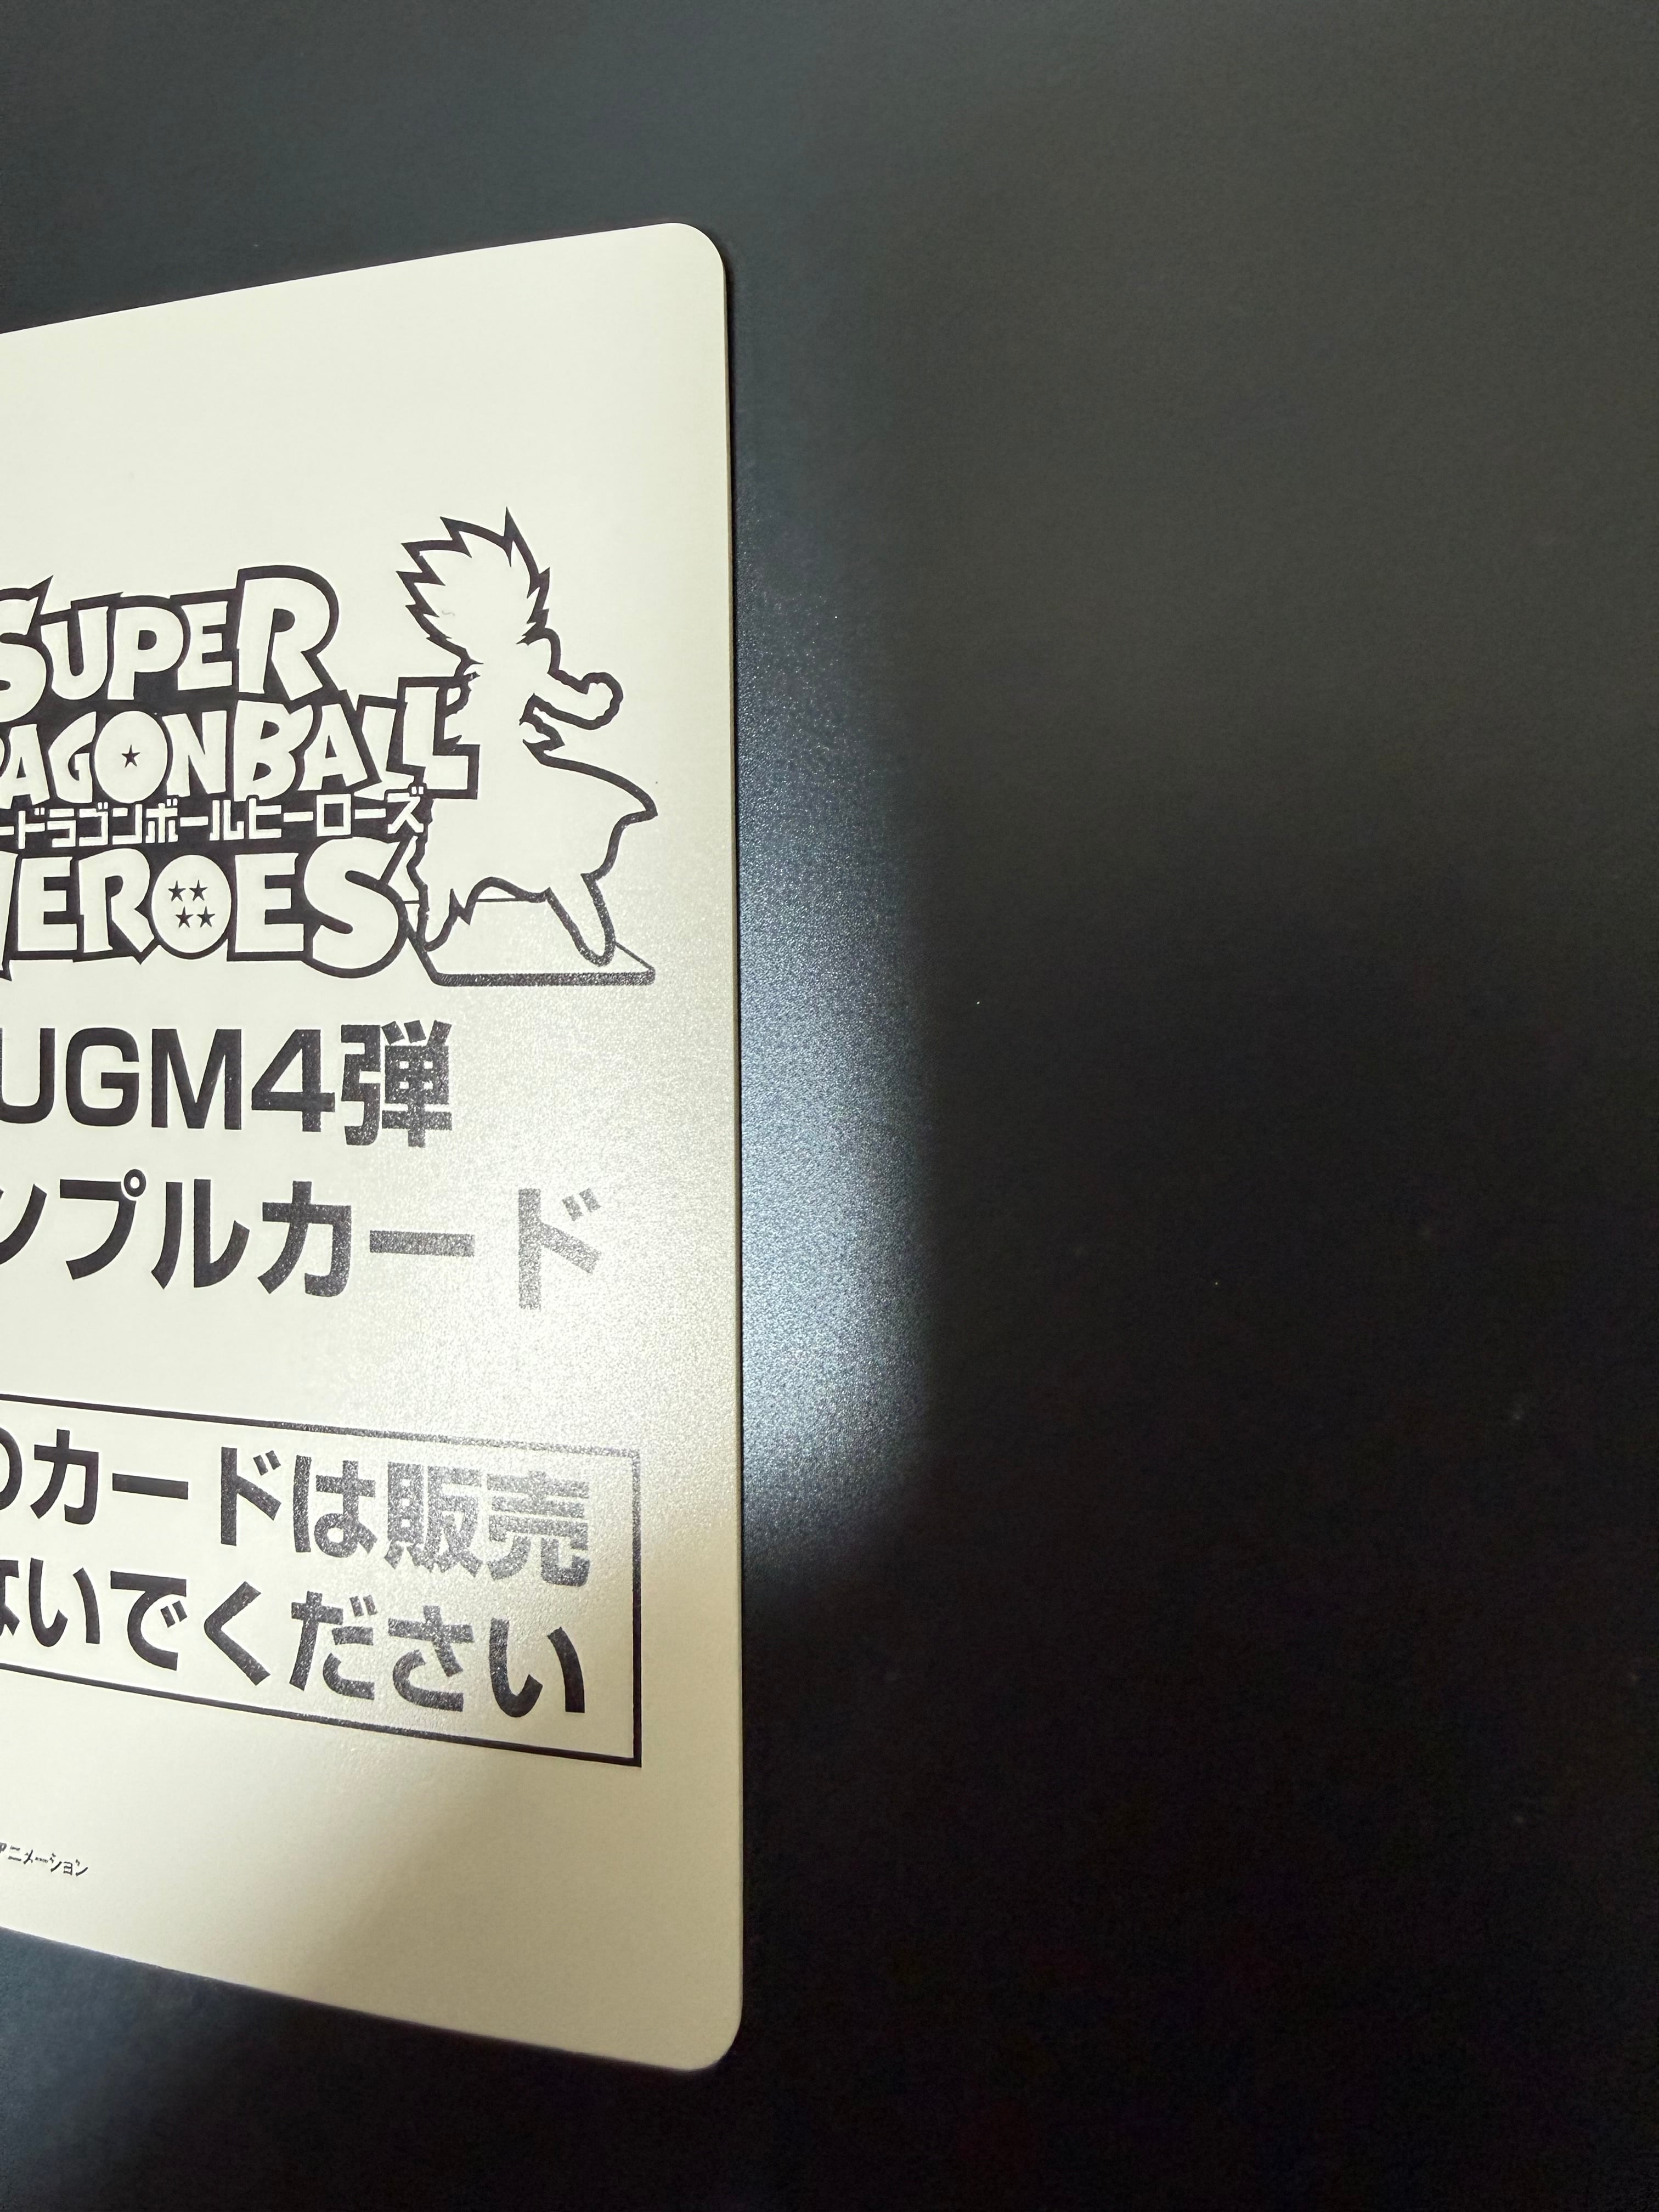 SUPER
DRAGONBALL
ードラゴンボールヒーローズ
HEROES
UGM4弾
ンプルカード
カードは販売
ないでください
アニメーション